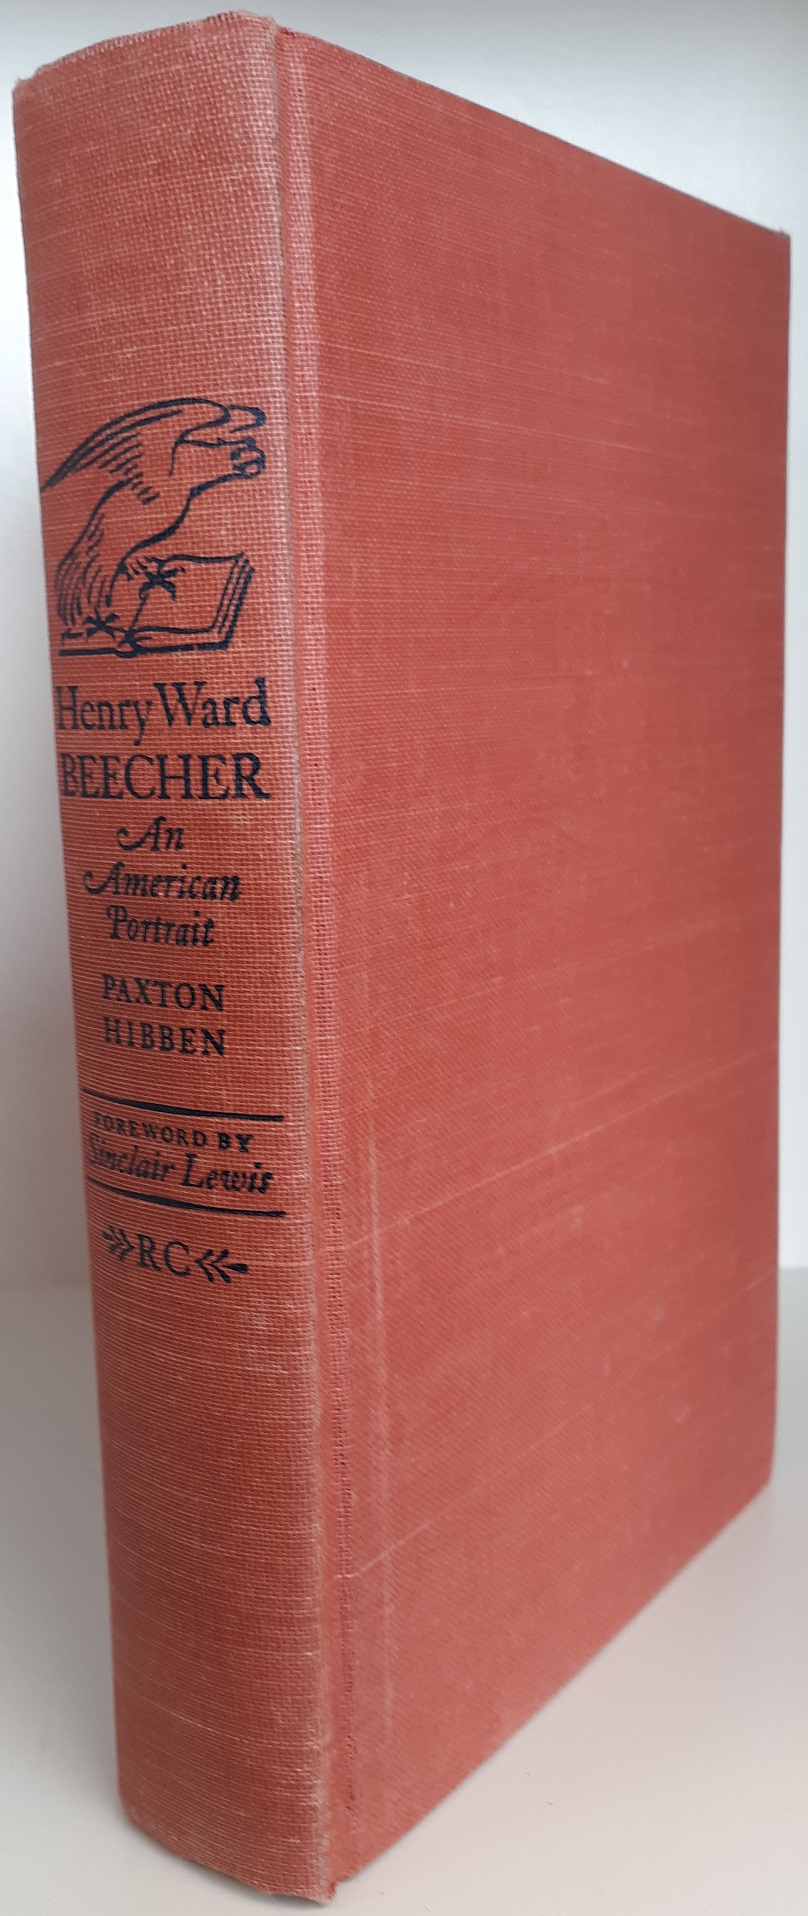 Henry Ward
BEECHER
An
American
Portrait
PAXTON
HIBBEN
FOREWORD BY
Sinclair Lewis
RC